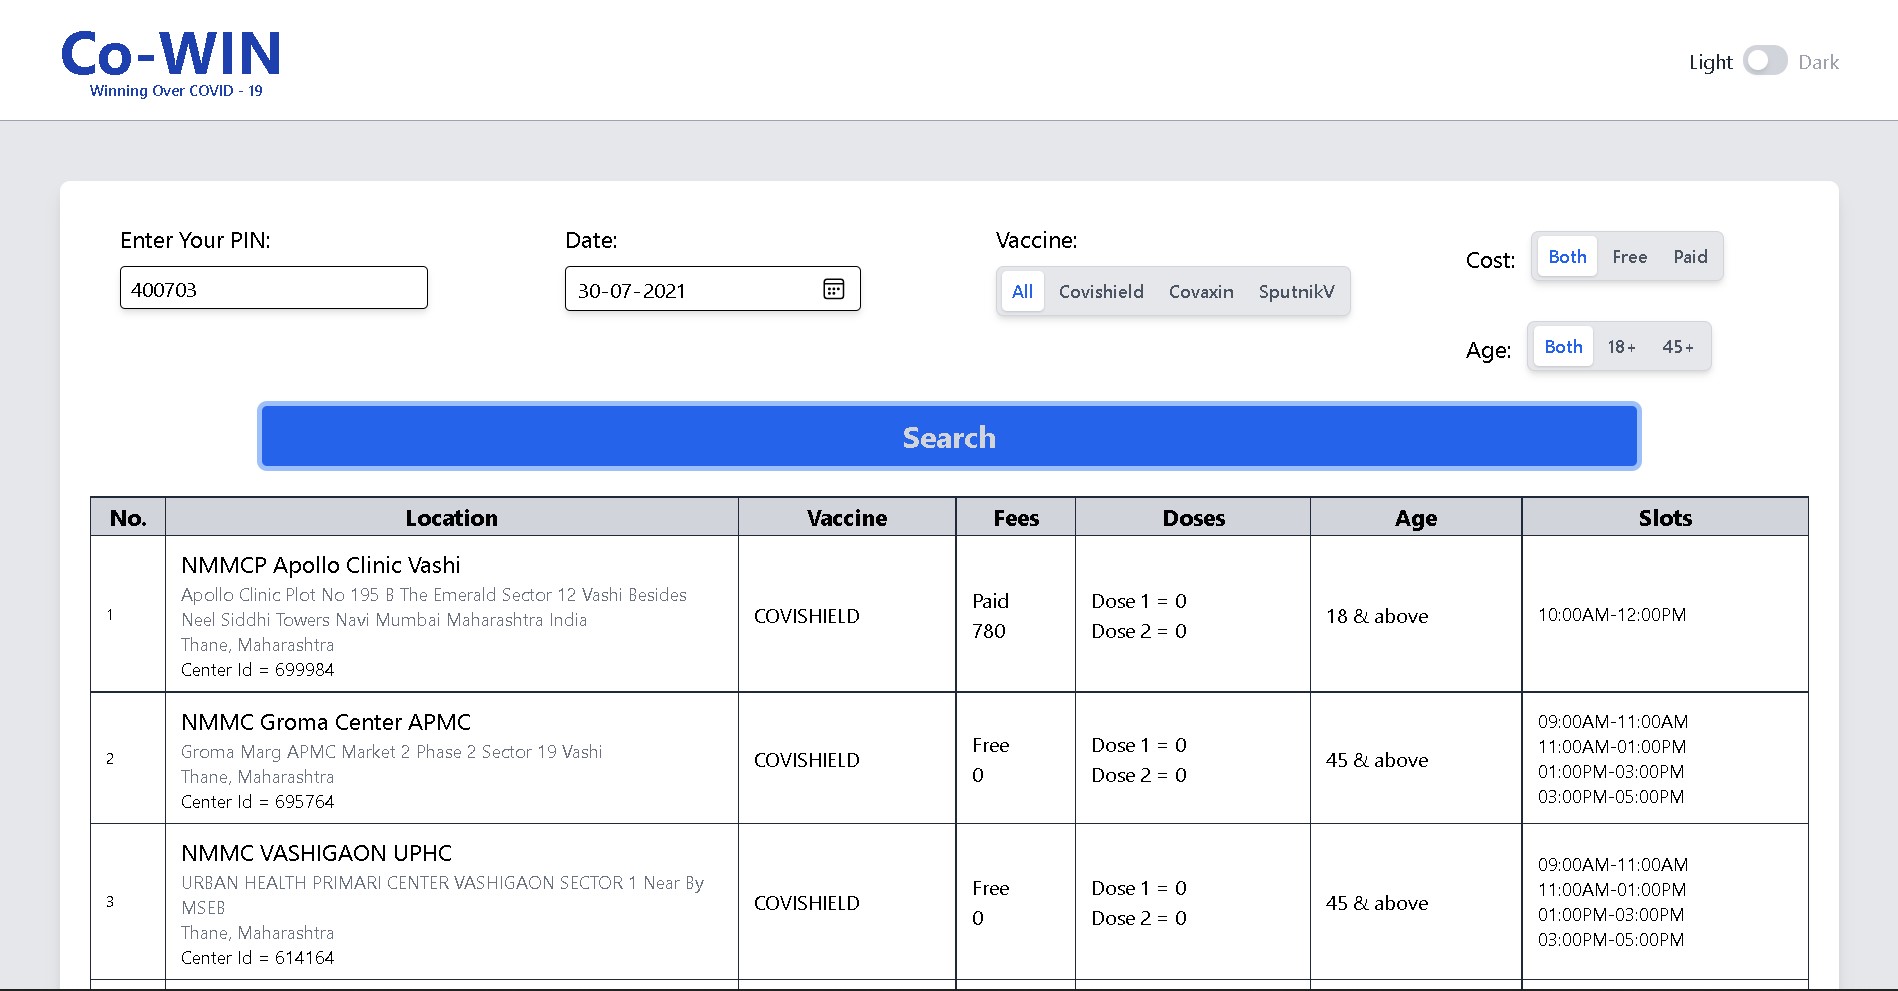 Co-WIN
Winning Over COVID - 19
Light Dark
Enter Your PIN:
400703
Date:
30-07-2021
Vaccine:
All Covishield Covaxin SputnikV
Cost: Both Free Paid
Age: Both 18+ 45+
Search
No. Location Vaccine Fees Doses Age Slots
1
NMMCP Apollo Clinic Vashi
Apollo Clinic Plot No 195 B The Emerald Sector 12 Vashi Besides
Neel Siddhi Towers Navi Mumbai Maharashtra India
Thane, Maharashtra
Center Id = 699984
COVISHIELD
Paid
780
Dose 1 = 0
Dose 2 = 0
18 & above
10:00AM-12:00PM
2
NMMC Groma Center APMC
Groma Marg APMC Market 2 Phase 2 Sector 19 Vashi
Thane, Maharashtra
Center Id = 695764
COVISHIELD
Free
0
Dose 1 = 0
Dose 2 = 0
45 & above
09:00AM-11:00AM
11:00AM-01:00PM
01:00PM-03:00PM
03:00PM-05:00PM
3
NMMC VASHIGAON UPHC
URBAN HEALTH PRIMARI CENTER VASHIGAON SECTOR 1 Near By
MSEB
Thane, Maharashtra
Center Id = 614164
COVISHIELD
Free
0
Dose 1 = 0
Dose 2 = 0
45 & above
09:00AM-11:00AM
11:00AM-01:00PM
01:00PM-03:00PM
03:00PM-05:00PM